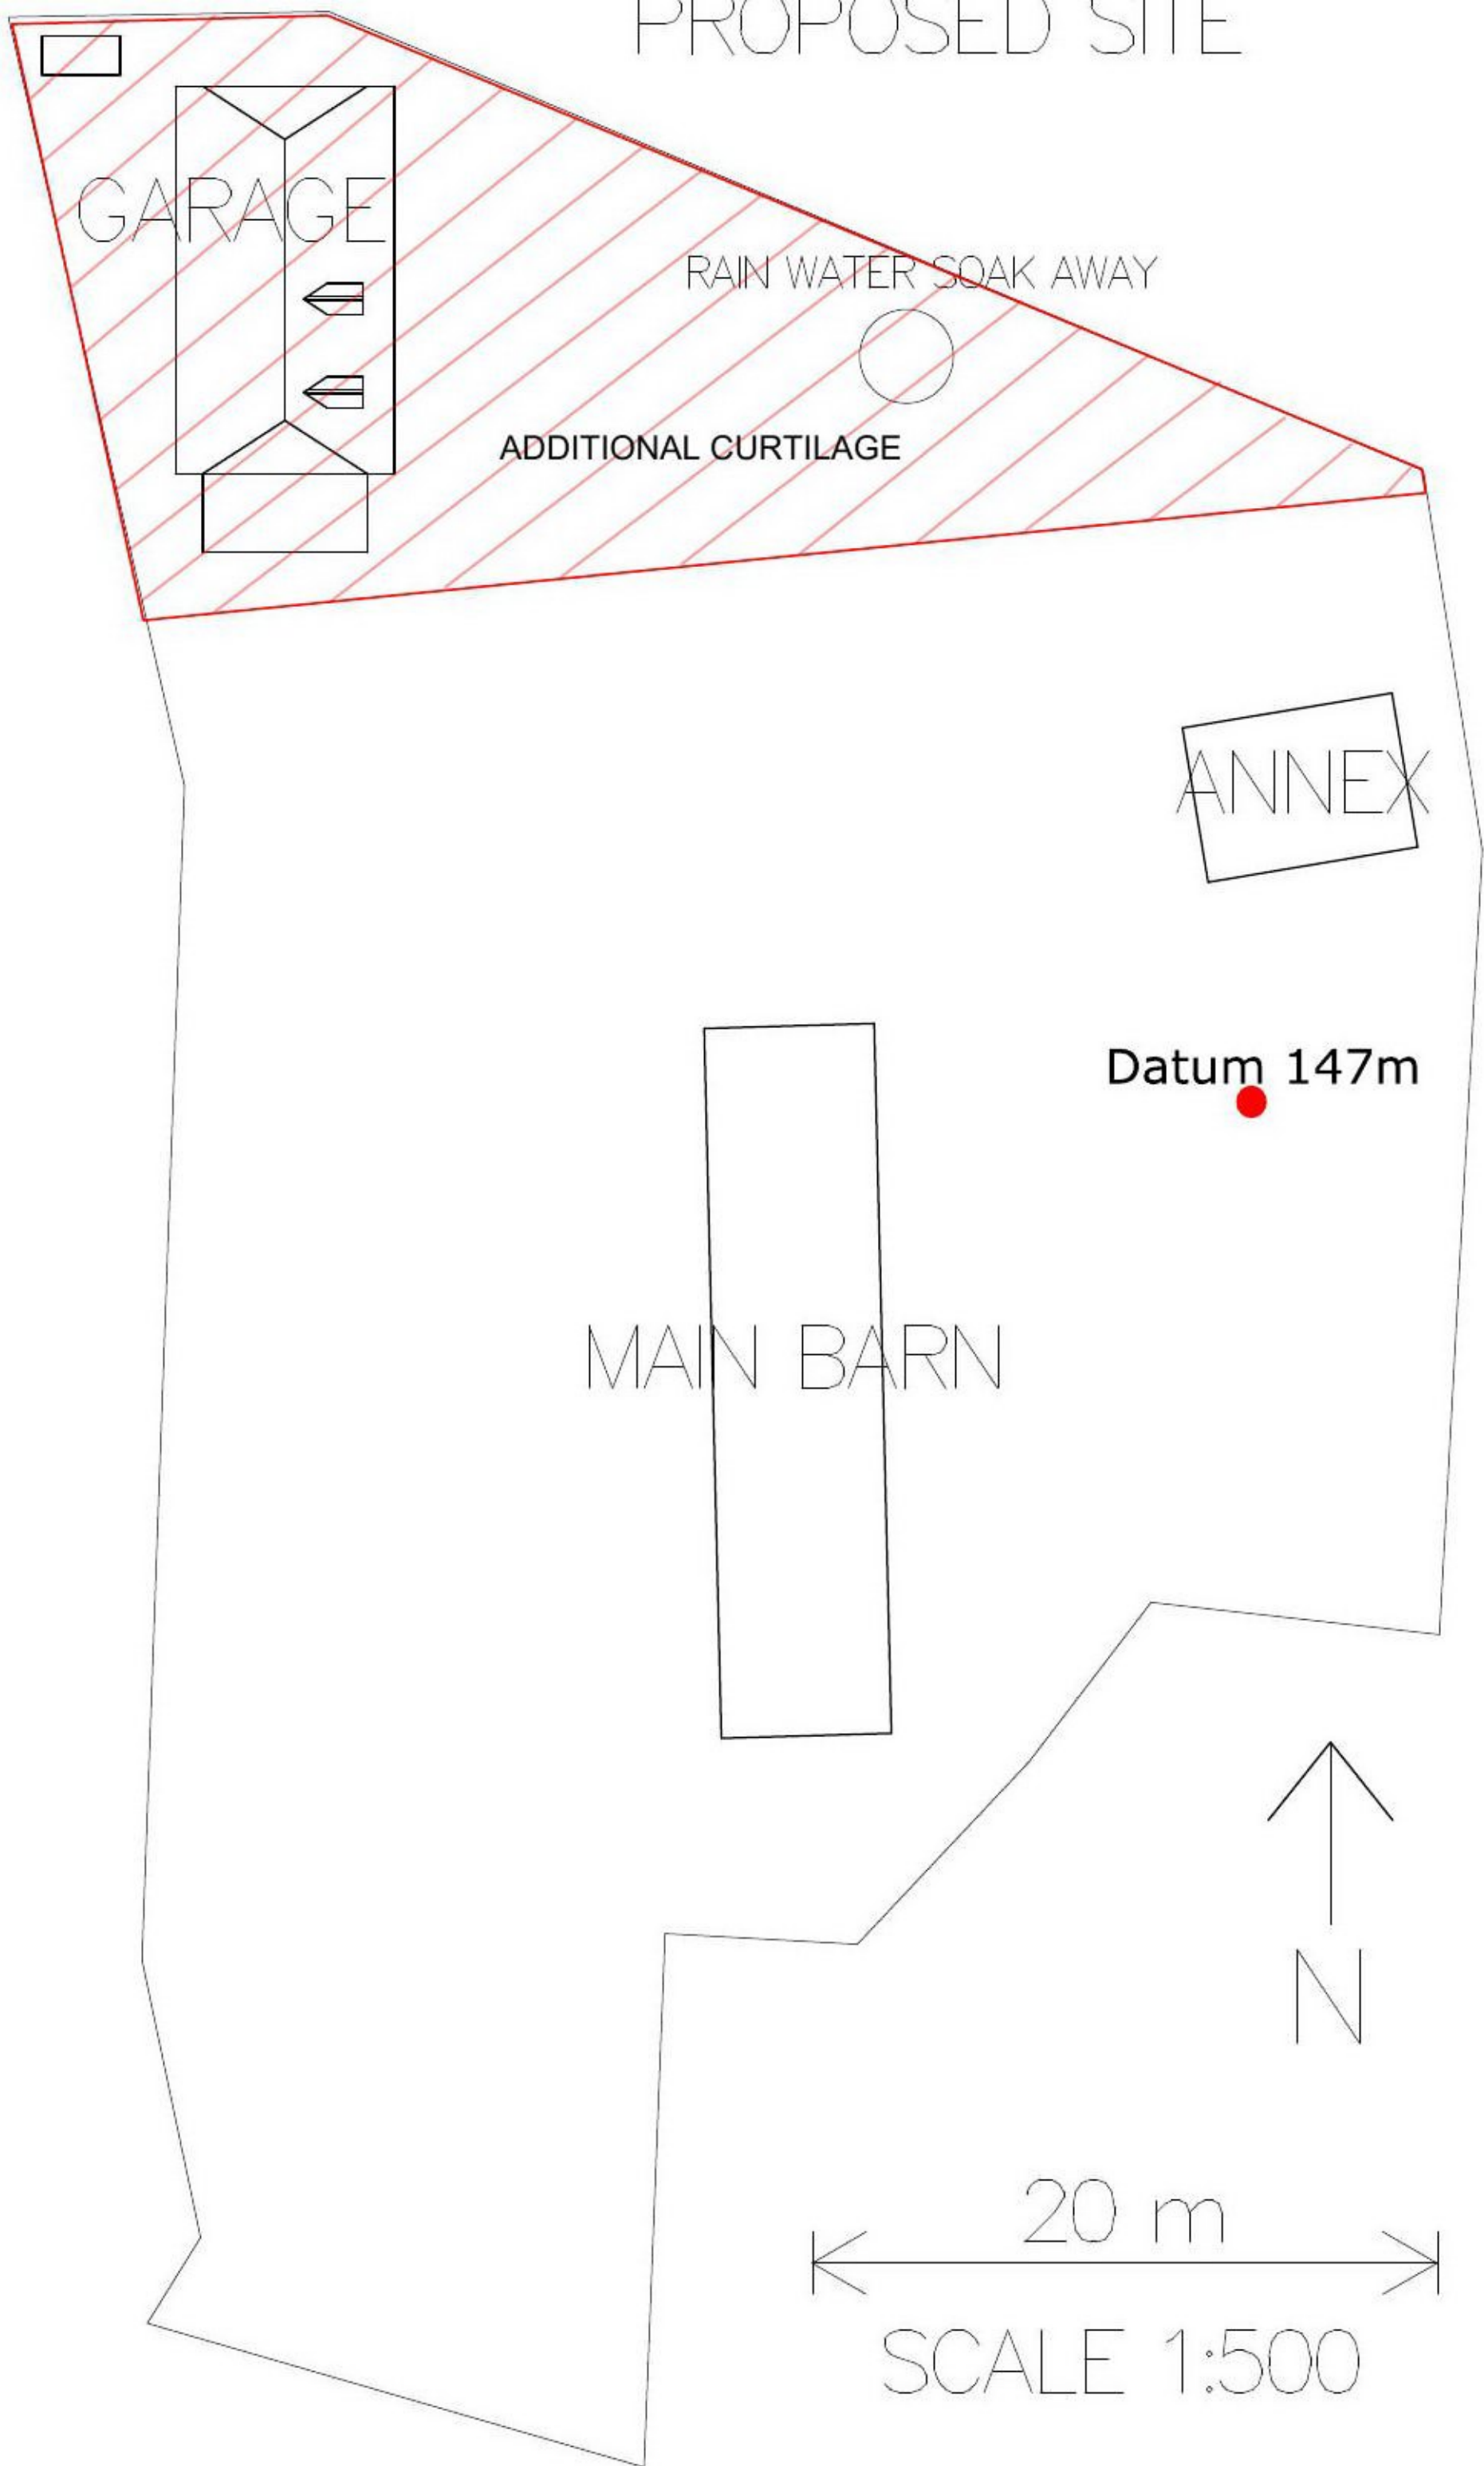 PROPOSED SITE
GARAGE
RAIN WATER SOAK AWAY
ADDITIONAL CURTILAGE
ANNEX
Datum 147m
MAIN BARN
N
20 m
SCALE 1:500